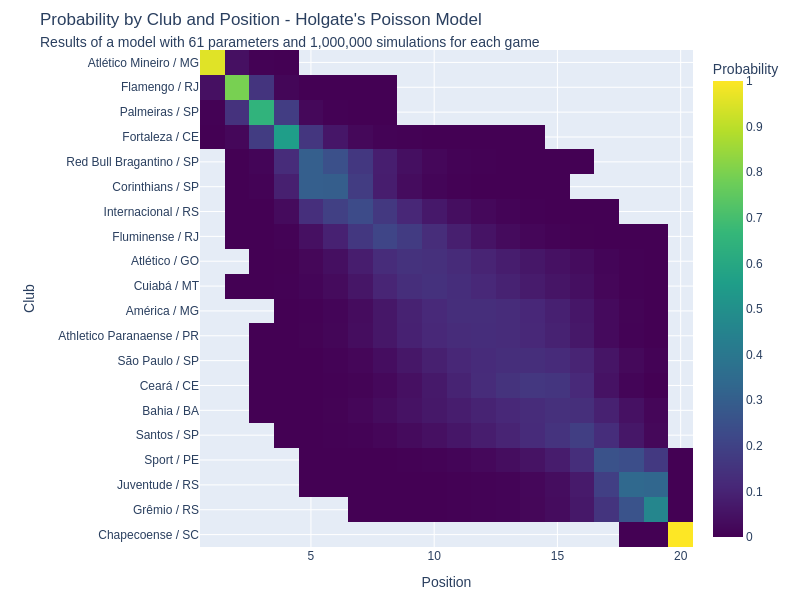 Probability by Club and Position - Holgate's Poisson Model
Results of a model with 61 parameters and 1,000,000 simulations for each game
Probability
Atlético Mineiro / MG
Flamengo / RJ
Palmeiras / SP
Fortaleza / CE
Red Bull Bragantino / SP
Corinthians / SP
Internacional / RS
Fluminense / RJ
Atlético / GO
Cuiabá / MT
América / MG
Athletico Paranaense / PR
São Paulo / SP
Ceará / CE
Bahia / BA
Santos / SP
Sport / PE
Juventude / RS
Grêmio / RS
Chapecoense / SC
Club
5
10
15
20
Position
1
0.9
0.8
0.7
0.6
0.5
0.4
0.3
0.2
0.1
0